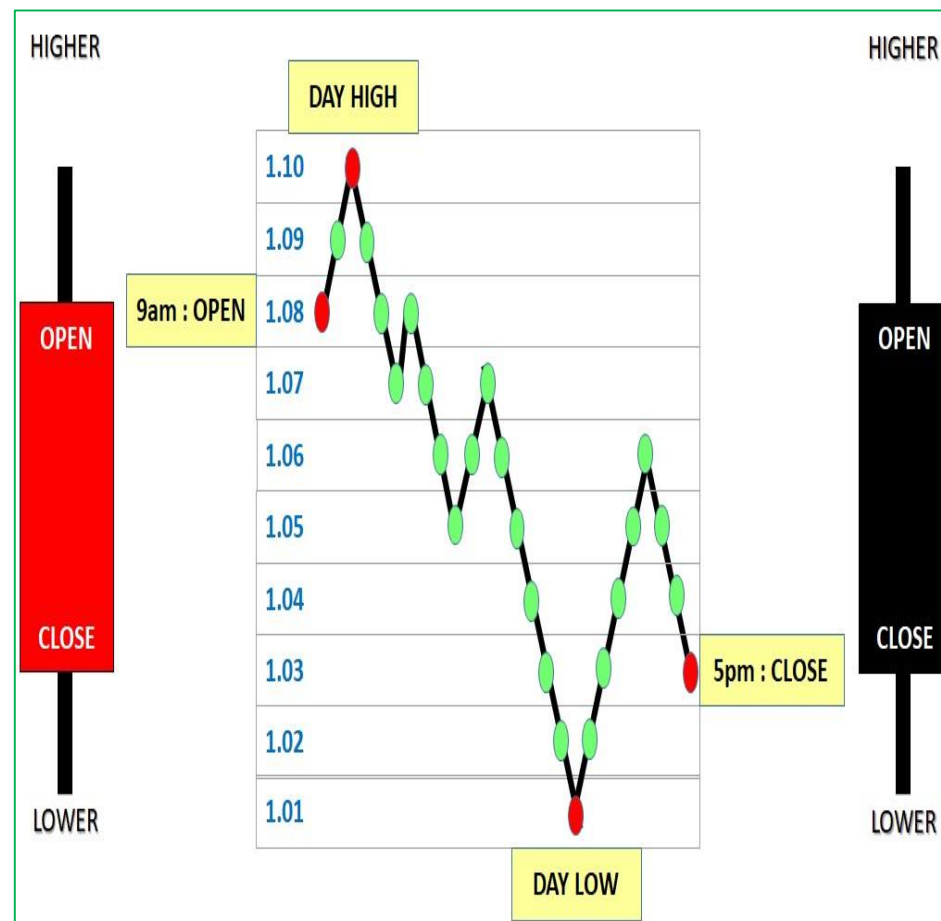 HIGHER
HIGHER
DAY HIGH
1.10
1.09
9am : OPEN
1.08
OPEN
OPEN
1.07
1.06
1.05
1.04
CLOSE
CLOSE
1.03
5pm : CLOSE
1.02
1.01
LOWER
LOWER
DAY LOW